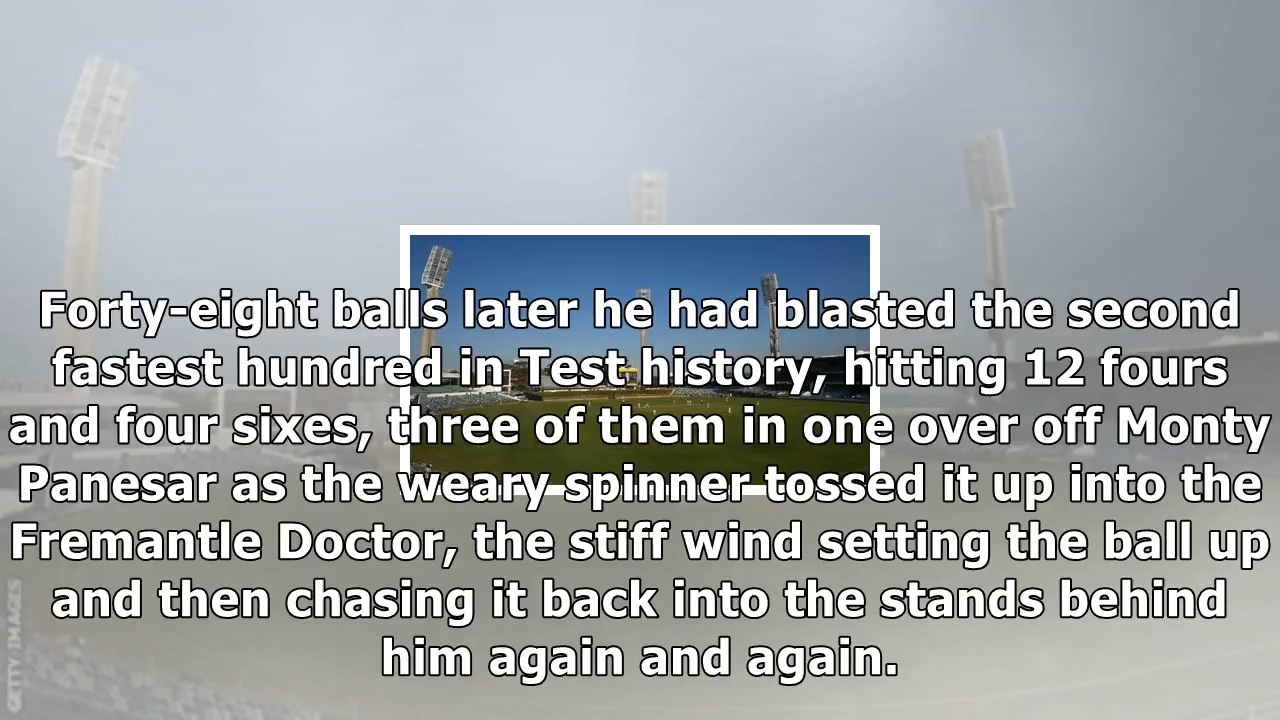 Forty-eight balls later he had blasted the second
fastest hundred in Test history, hitting 12 fours
and four sixes, three of them in one over off Monty
Panesar as the weary spinner tossed it up into the
Fremantle Doctor, the stiff wind setting the ball up
and then chasing it back into the stands behind
him again and again.
GETTY IMAGES